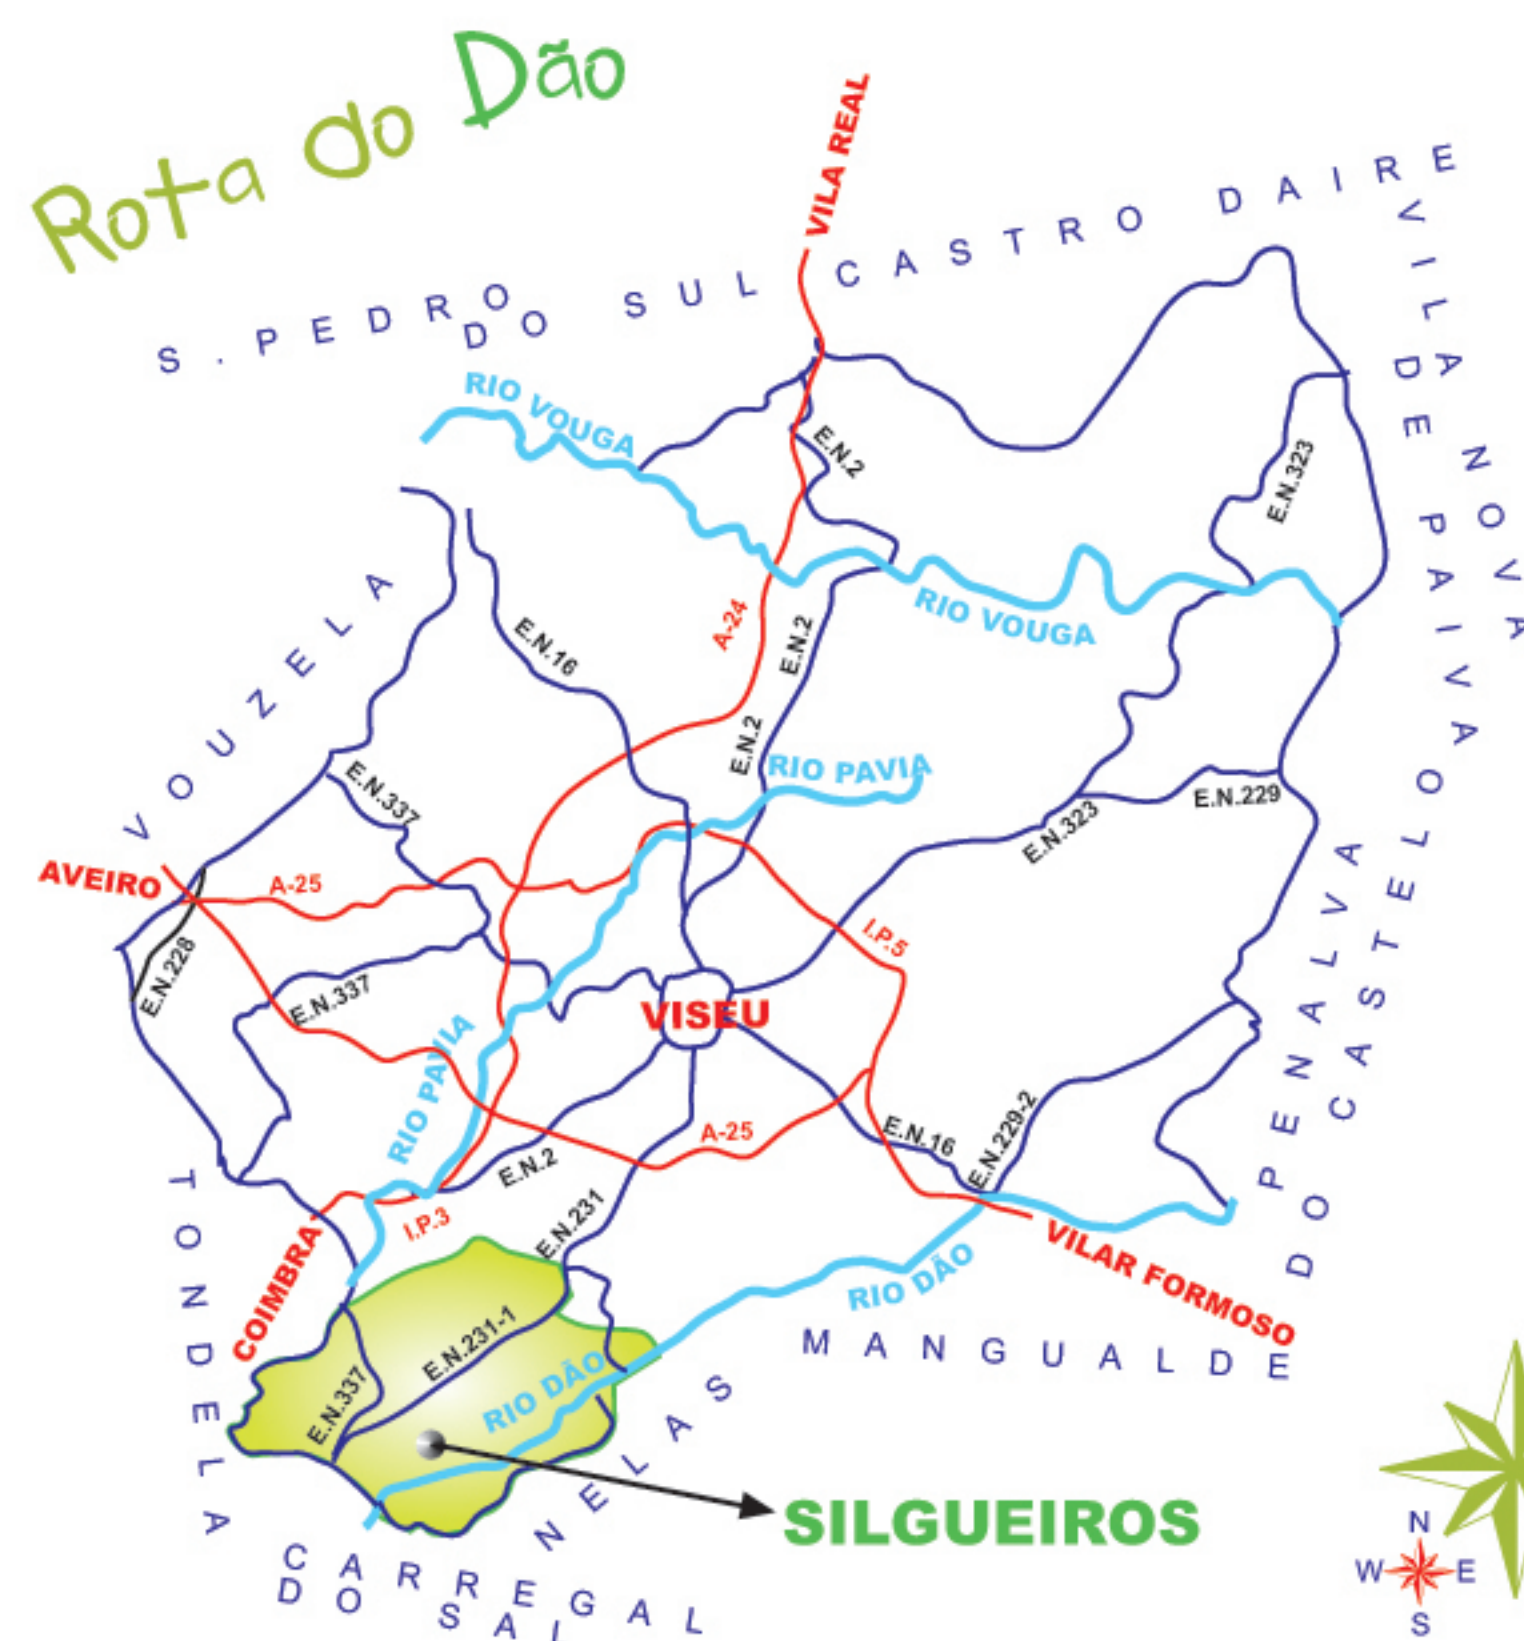 Rota do Dão
VILA REAL
S. PEDRO DO SUL
CASTRO DAIRE
VILA NOVA
DE PAIVA
RIO VOUGA
E.N.2
E.N.323
VOUZELA
E.N.16
A-24
E.N.2
RIO VOUGA
E.N.2
RIO PAVIA
E.N.337
E.N.229
E.N.323
AVEIRO
A-25
I.P.5
PENALVA
DO CASTELO
E.N.228
E.N.337
VISEU
RIO PAVIA
A-25
E.N.16
E.N.229-2
E.N.2
I.P.3
E.N.231
COIMBRA
TONDELA
VILAR FORMOSO
RIO DÃO
MANGUALDE
E.N.231-1
E.N.337
RIO DÃO
NELAS
SILGUEIROS
CARREGAL
DO SAL
N
W E
S